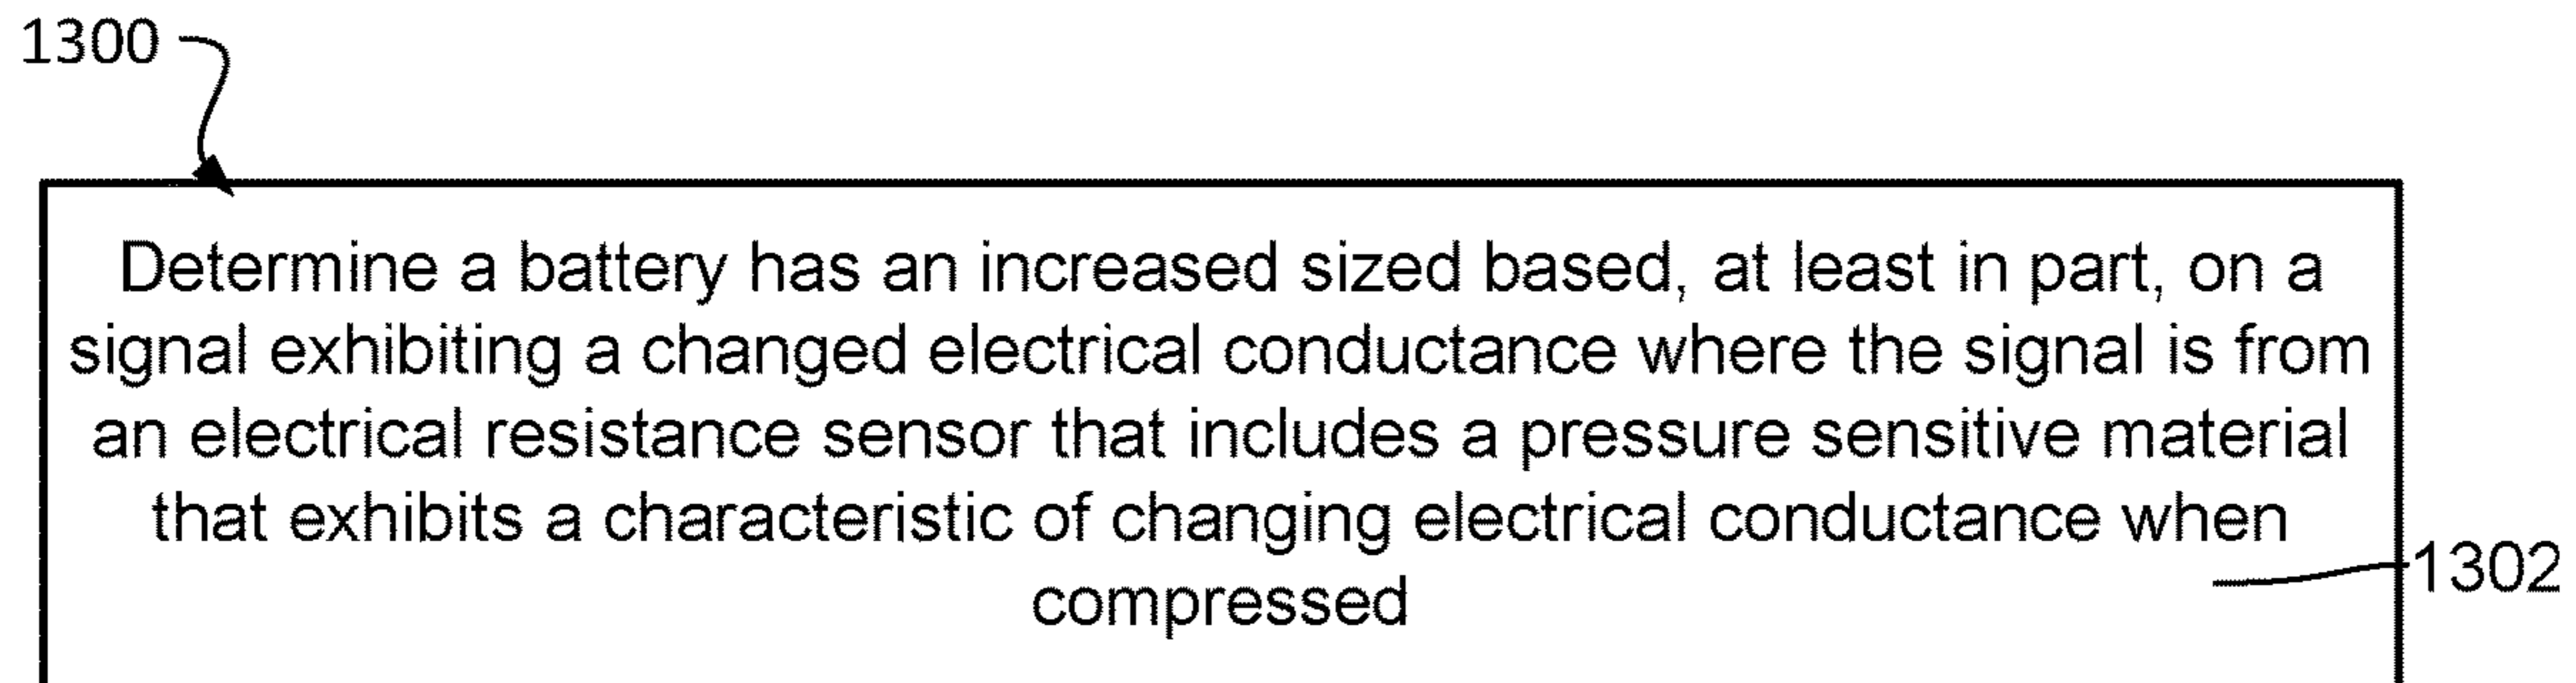 1300
Determine a battery has an increased sized based, at least in part, on a
signal exhibiting a changed electrical conductance where the signal is from
an electrical resistance sensor that includes a pressure sensitive material
that exhibits a characteristic of changing electrical conductance when
compressed
1302